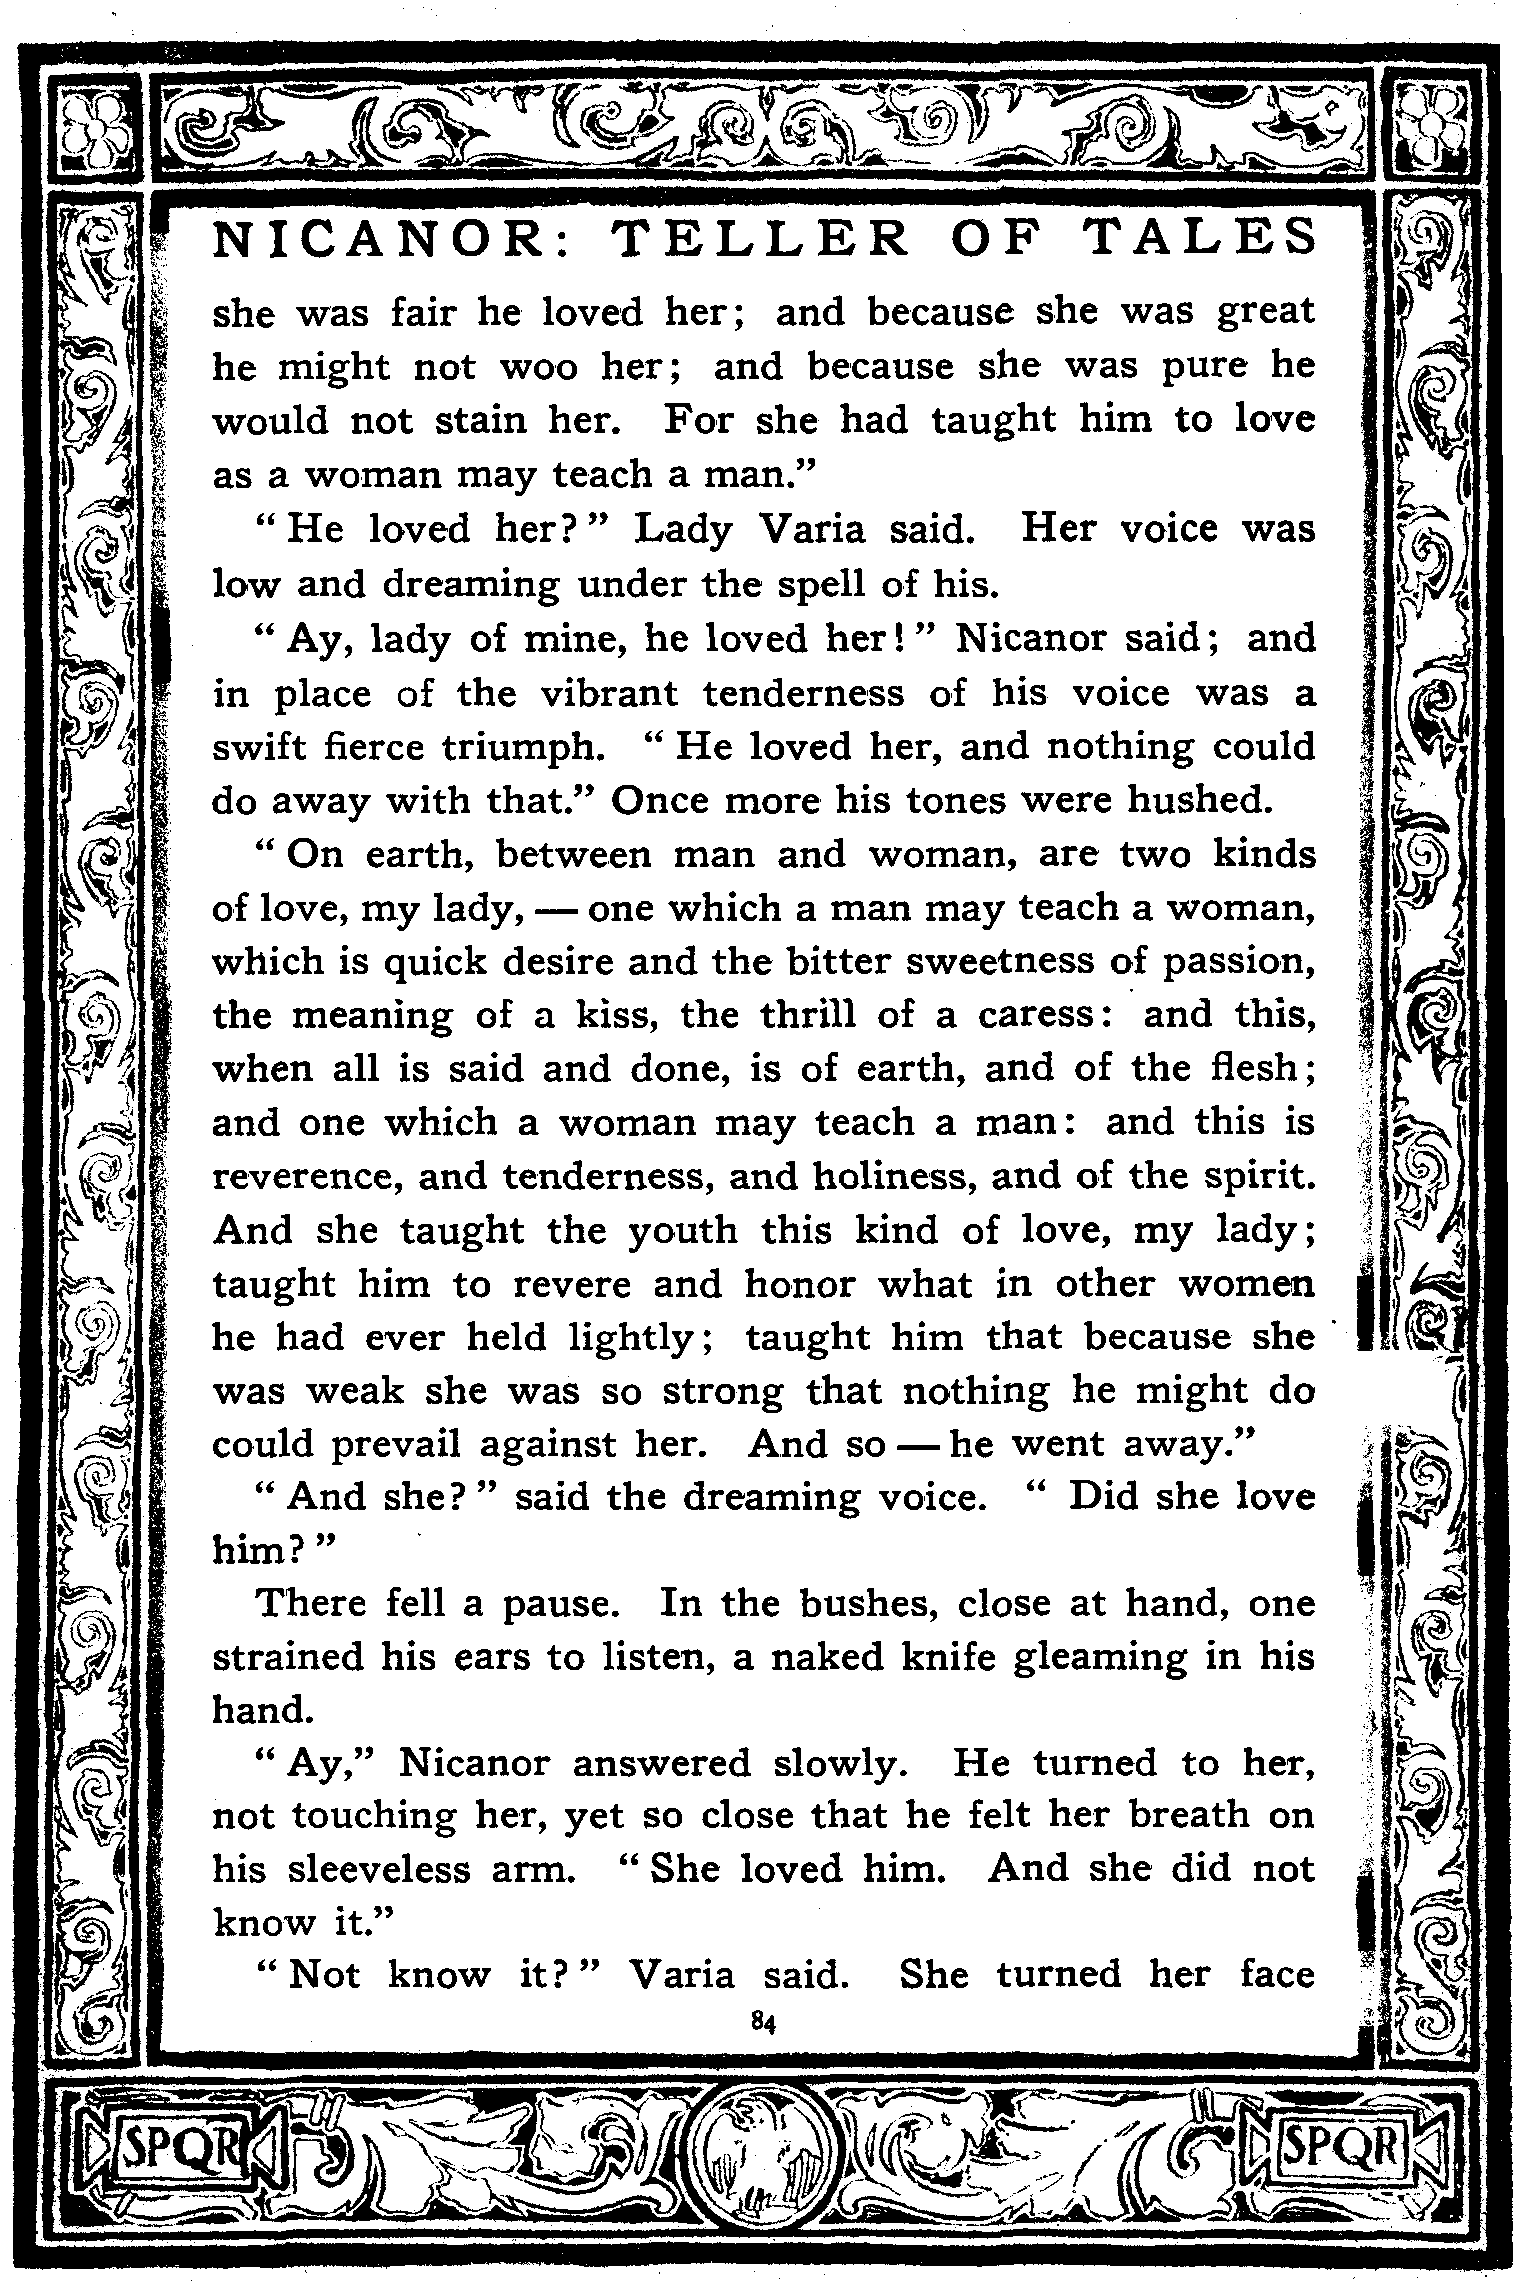 NICANOR: TELLER OF TALES
she was fair he loved her; and because she was great
he might not woo her; and because she was pure he
would not stain her. For she had taught him to love
as a woman may teach a man.”
“ He loved her? ” Lady Varia said. Her voice was
low and dreaming under the spell of his.
“ Ay, lady of mine, he loved her! ” Nicanor said; and
in place of the vibrant tenderness of his voice was a
swift fierce triumph. “ He loved her, and nothing could
do away with that.” Once more his tones were hushed.
“ On earth, between man and woman, are two kinds
of love, my lady, — one which a man may teach a woman,
which is quick desire and the bitter sweetness of passion,
the meaning of a kiss, the thrill of a caress: and this,
when all is said and done, is of earth, and of the flesh;
and one which a woman may teach a man: and this is
reverence, and tenderness, and holiness, and of the spirit.
And she taught the youth this kind of love, my lady;
taught him to revere and honor what in other women
he had ever held lightly; taught him that because she
was weak she was so strong that nothing he might do
could prevail against her. And so — he went away.”
“ And she? ” said the dreaming voice. “ Did she love
him? ”
There fell a pause. In the bushes, close at hand, one
strained his ears to listen, a naked knife gleaming in his
hand.
“ Ay,” Nicanor answered slowly. He turned to her,
not touching her, yet so close that he felt her breath on
his sleeveless arm. “ She loved him. And she did not
know it.”
“ Not know it? ” Varia said. She turned her face
84
SPQR SPQR